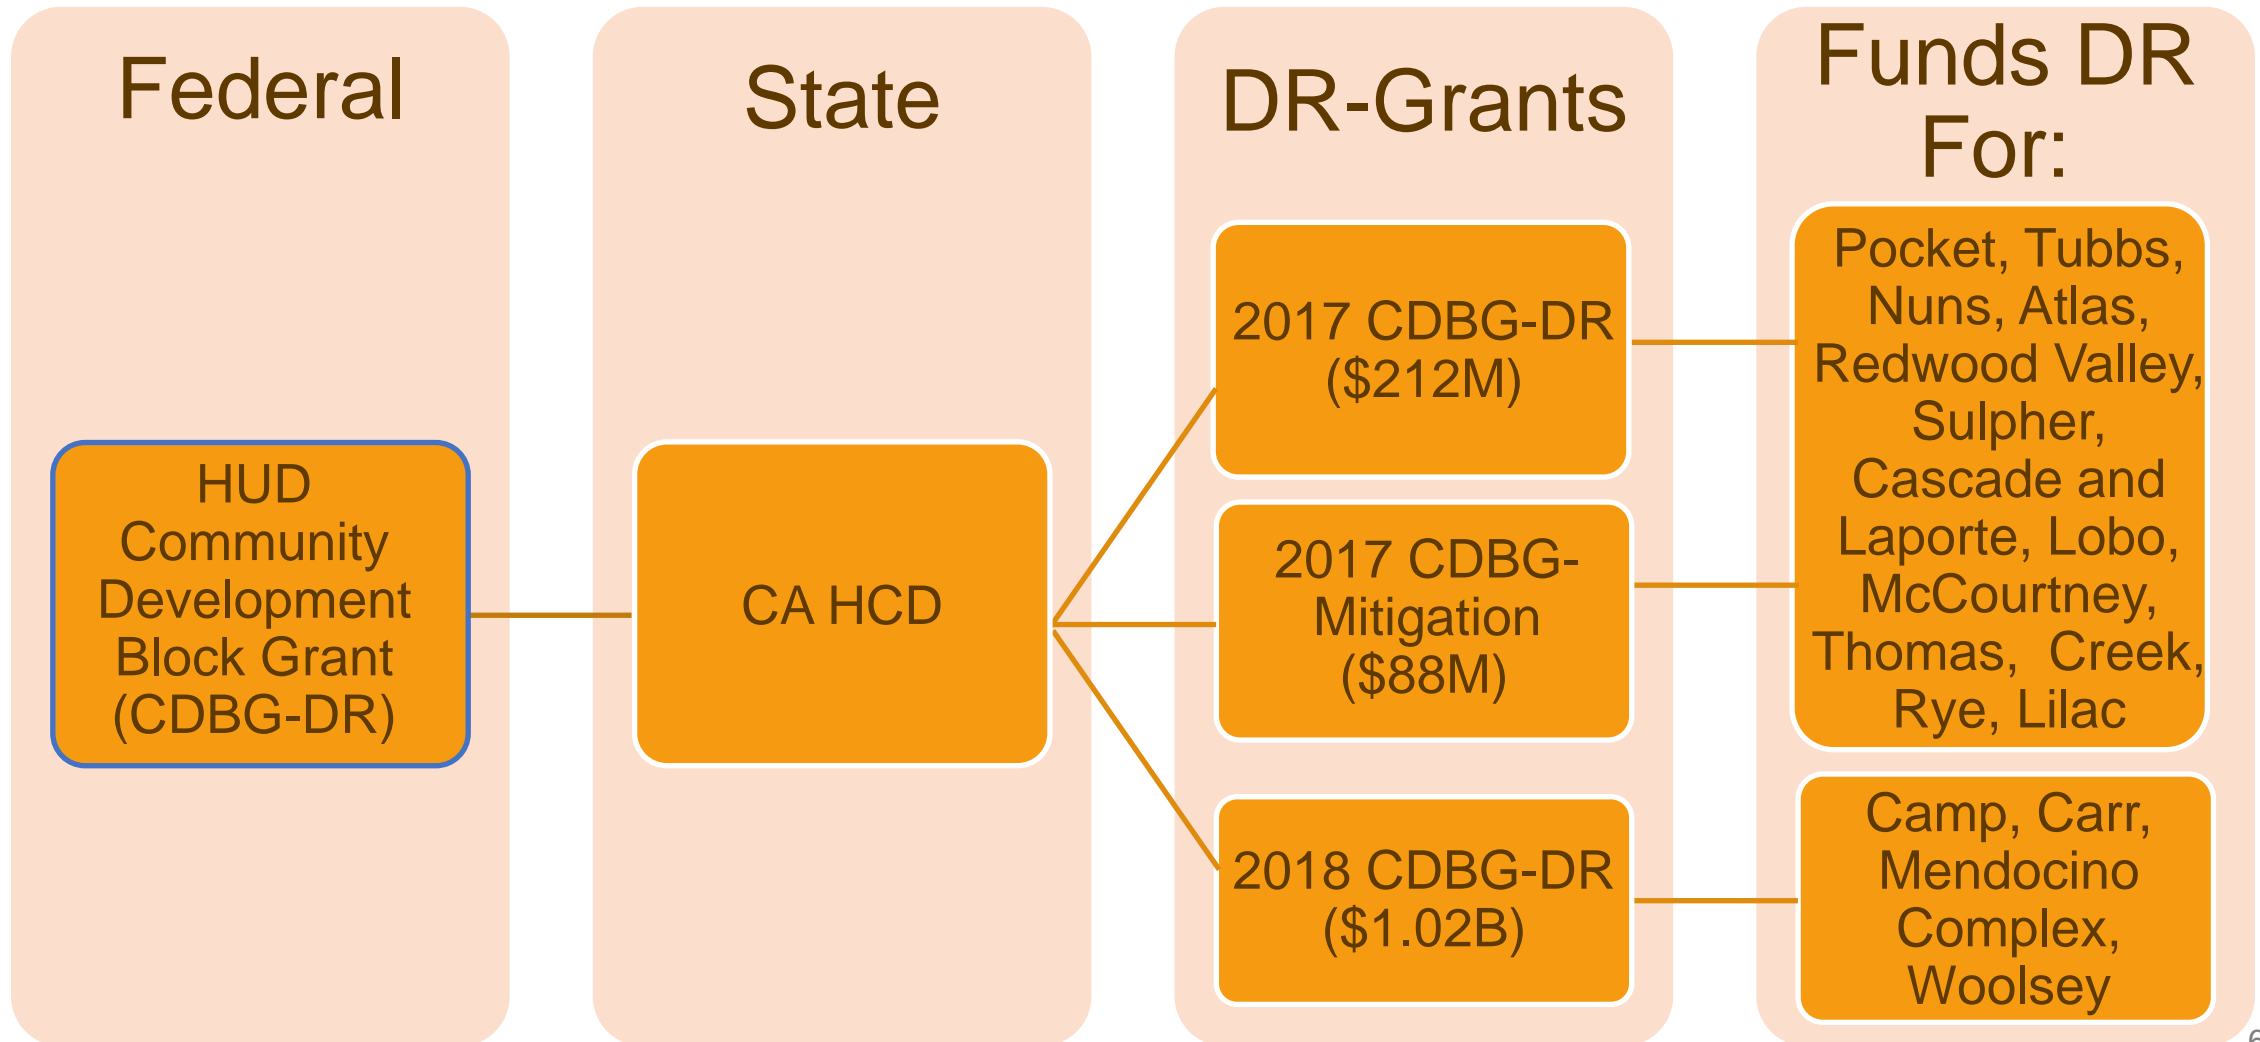 Federal
HUD
Community
Development
Block Grant
(CDBG-DR)
State
CA HCD
DR-Grants
2017 CDBG-DR
($212M)
2017 CDBG-
Mitigation
($88M)
2018 CDBG-DR
($1.02B)
Funds DR
For:
Pocket, Tubbs,
Nuns, Atlas,
Redwood Valley,
Sulpher,
Cascade and
Laporte, Lobo,
McCourtney,
Thomas,  Creek,
Rye, Lilac
Camp, Carr,
Mendocino
Complex,
Woolsey
6